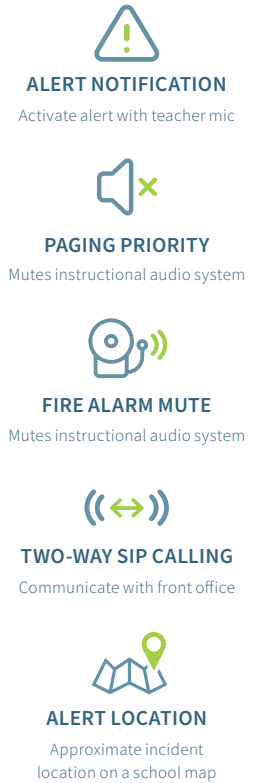 ALERT NOTIFICATION
Activate alert with teacher mic
PAGING PRIORITY
Mutes instructional audio system
FIRE ALARM MUTE
Mutes instructional audio system
TWO-WAY SIP CALLING
Communicate with front office
ALERT LOCATION
Approximate incident
location on a school map